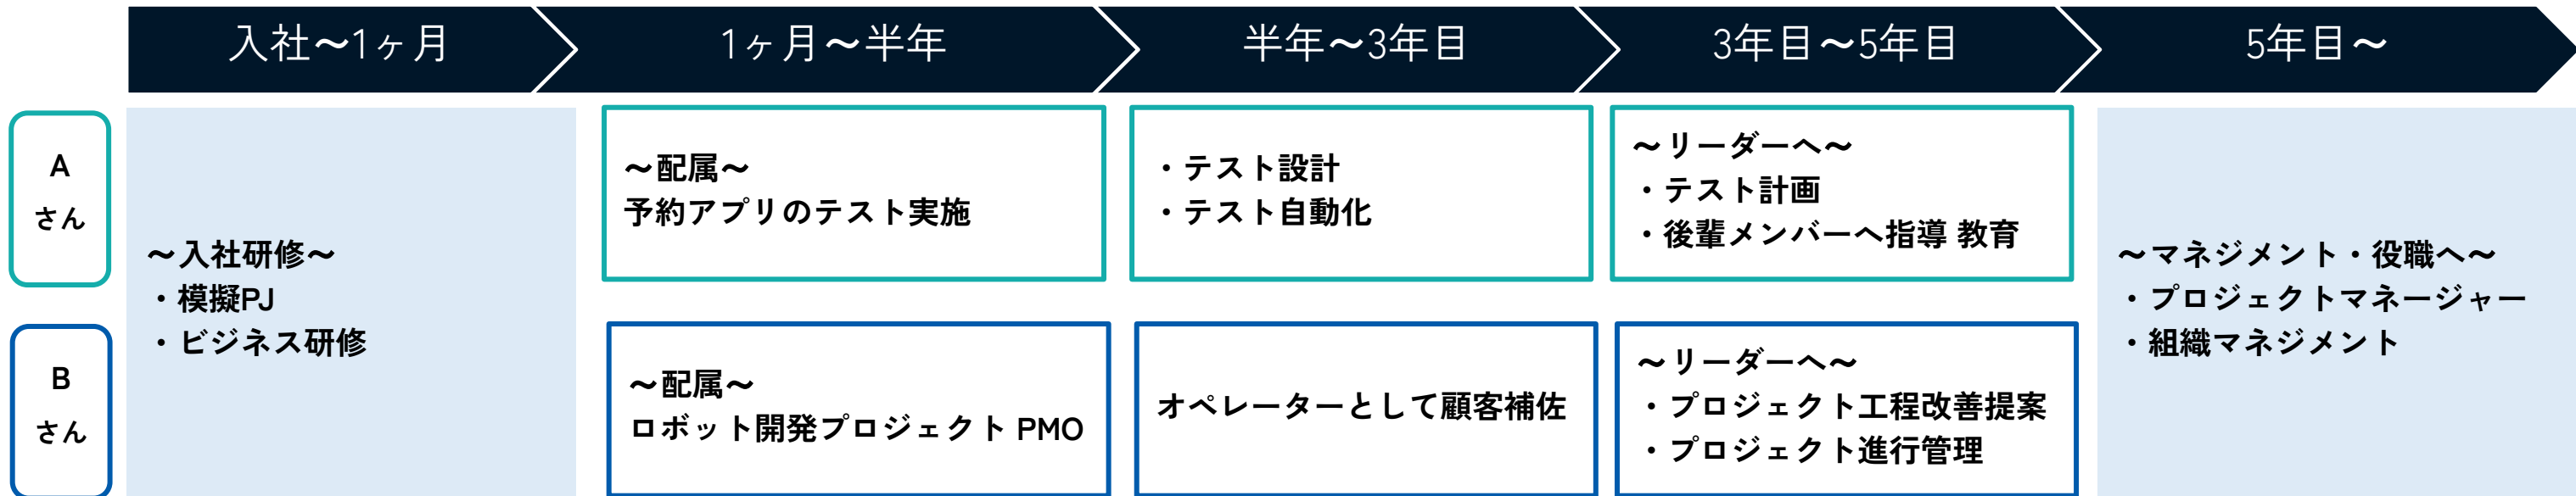 入社～1ヶ月
1ヶ月～半年
半年～3年目
3年目～5年目
5年目～
A
さん
B
さん
～入社研修～
・模擬PJ
・ビジネス研修
～配属～
予約アプリのテスト実施
・テスト設計
・テスト自動化
～リーダーへ～
・テスト計画
・後輩メンバーへ指導 教育
～配属～
ロボット開発プロジェクト PMO
オペレーターとして顧客補佐
～リーダーへ～
・プロジェクト工程改善提案
・プロジェクト進行管理
～マネジメント・役職へ～
・プロジェクトマネージャー
・組織マネジメント